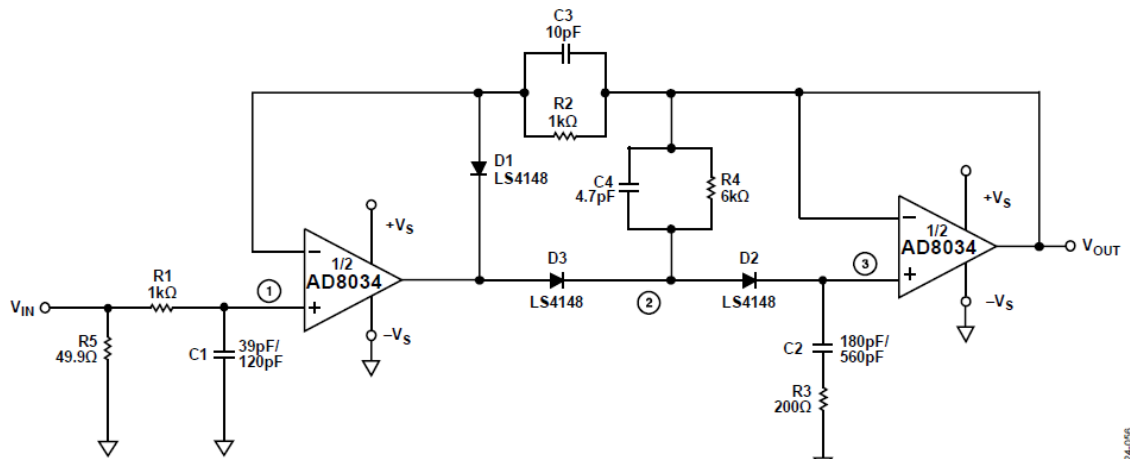 C3
10pF
R2
1kΩ
D1
LS4148
C4
4.7pF
R4
6kΩ
+VS
+VS
1/2
AD8034
1/2
AD8034
R1
1kΩ
1
D3
LS4148
2
D2
LS4148
3
VIN
VOUT
R5
49.9Ω
C1
39pF/
120pF
–VS
–VS
C2
180pF/
560pF
R3
200Ω